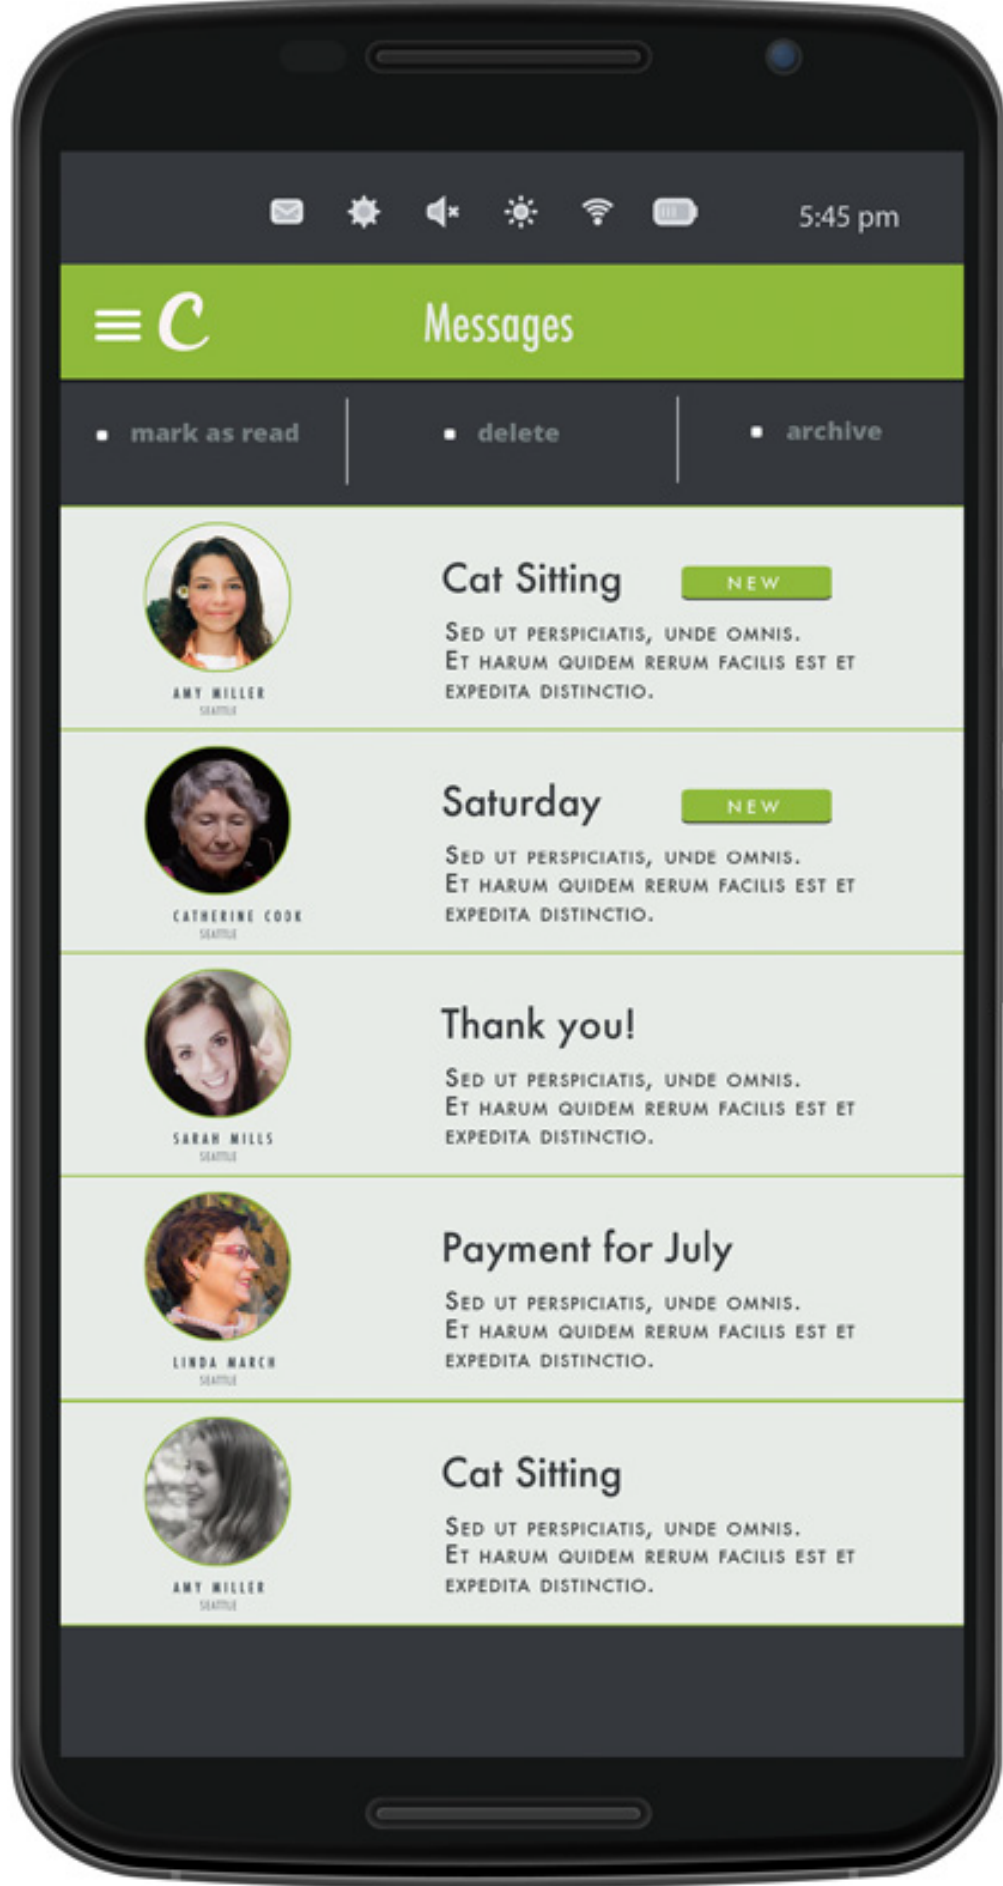 5:45 pm
C Messages
mark as read
delete
archive
Cat Sitting NEW
SED UT PERSPICIATIS, UNDE OMNIS.
ET HARUM QUIDEM RERUM FACILIS EST ET
EXPEDITA DISTINCTIO.
AMY MILLER
SEATTLE
Saturday NEW
SED UT PERSPICIATIS, UNDE OMNIS.
ET HARUM QUIDEM RERUM FACILIS EST ET
EXPEDITA DISTINCTIO.
CATHERINE COOK
SEATTLE
Thank you!
SED UT PERSPICIATIS, UNDE OMNIS.
ET HARUM QUIDEM RERUM FACILIS EST ET
EXPEDITA DISTINCTIO.
SARAH MILLS
SEATTLE
Payment for July
SED UT PERSPICIATIS, UNDE OMNIS.
ET HARUM QUIDEM RERUM FACILIS EST ET
EXPEDITA DISTINCTIO.
LINDA MARCH
SEATTLE
Cat Sitting
SED UT PERSPICIATIS, UNDE OMNIS.
ET HARUM QUIDEM RERUM FACILIS EST ET
EXPEDITA DISTINCTIO.
AMY MILLER
SEATTLE